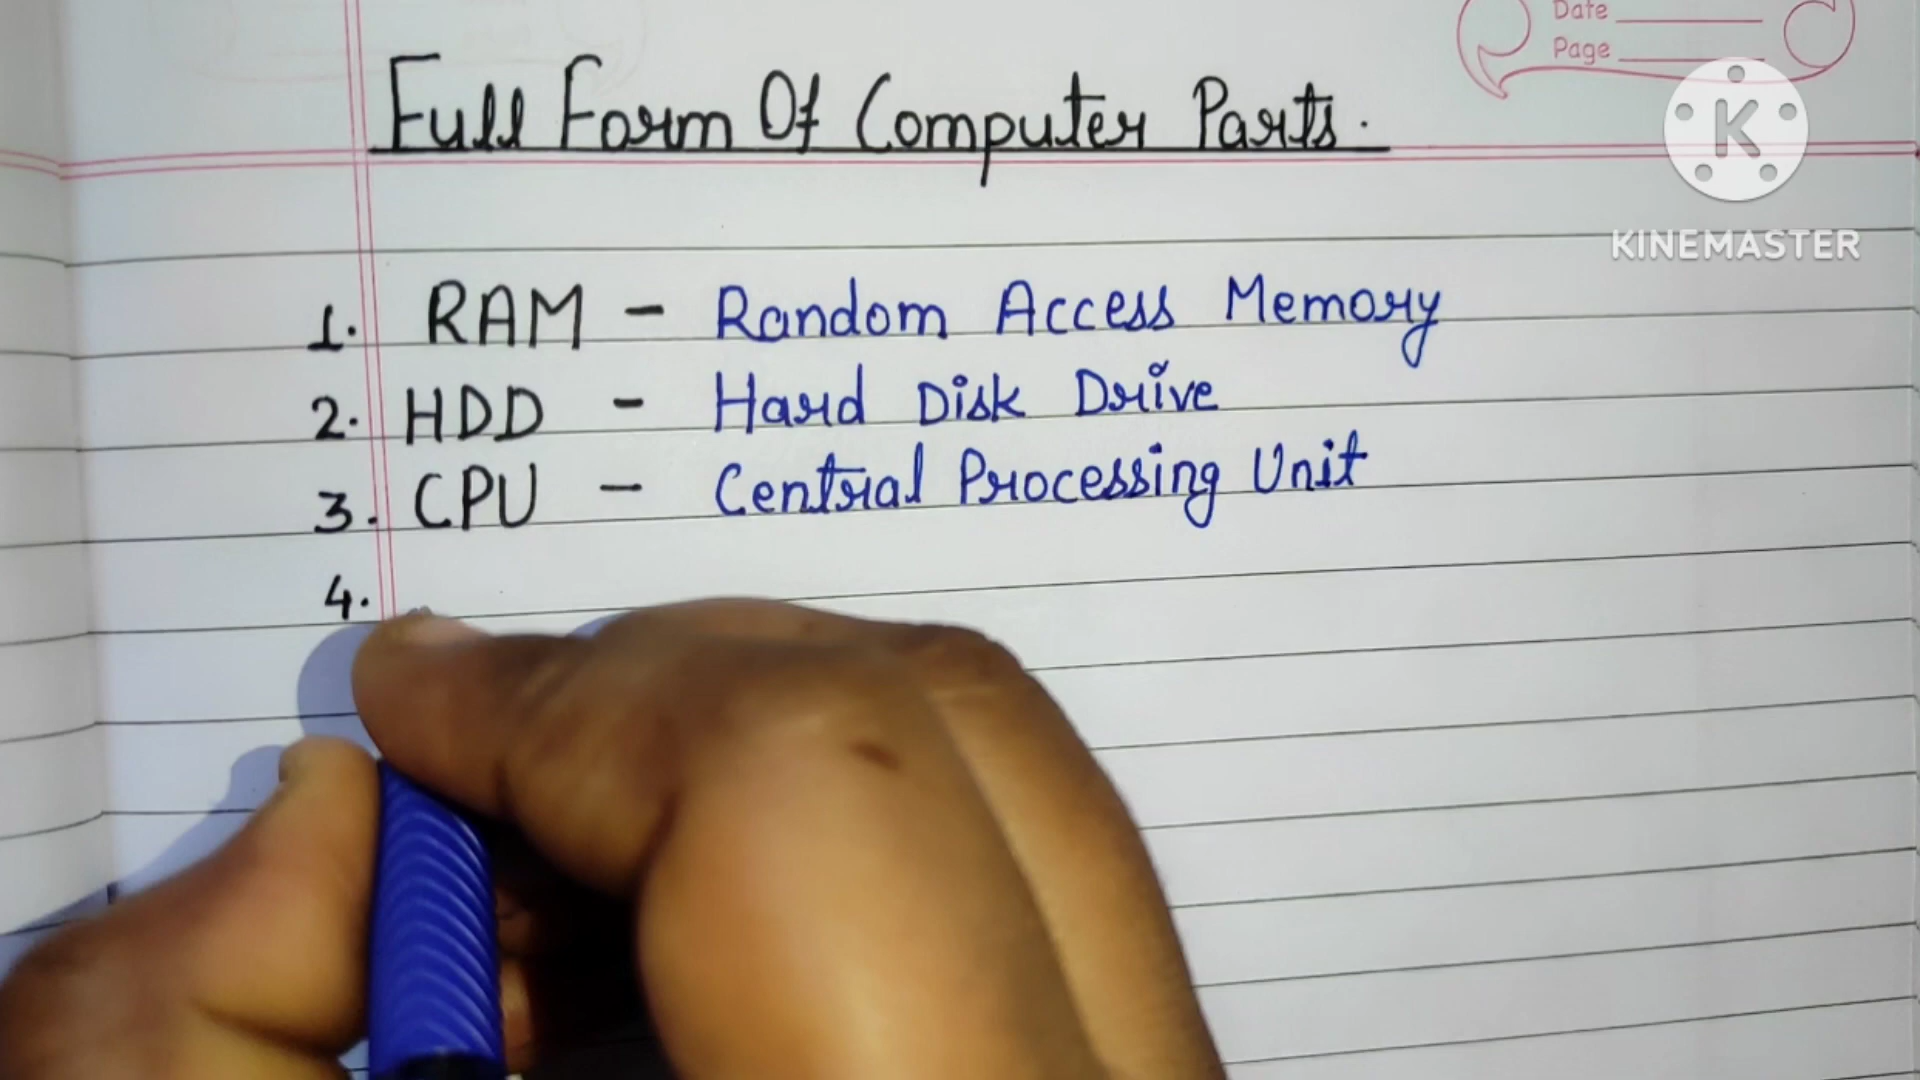 Date
Page
Full Form Of Computer Parts.
K
KINEMASTER
1. RAM - Random Access Memory
2. HDD - Hard Disk Drive
3. CPU - Central Processing Unit
4.